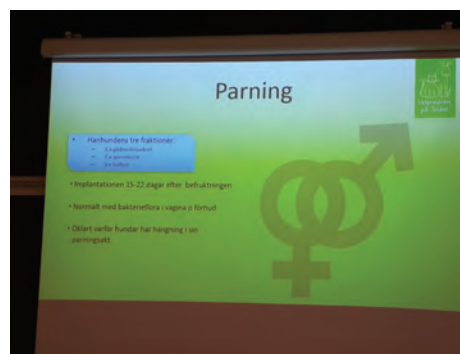 Parning
• Hanhundens tre fraktioner:
• Implantationen 15-22 dagar efter befruktningen
• Normalt med bakterieflora i vagina o förhud
• Oklart varför hundar har hängning i sin
parningsakt.